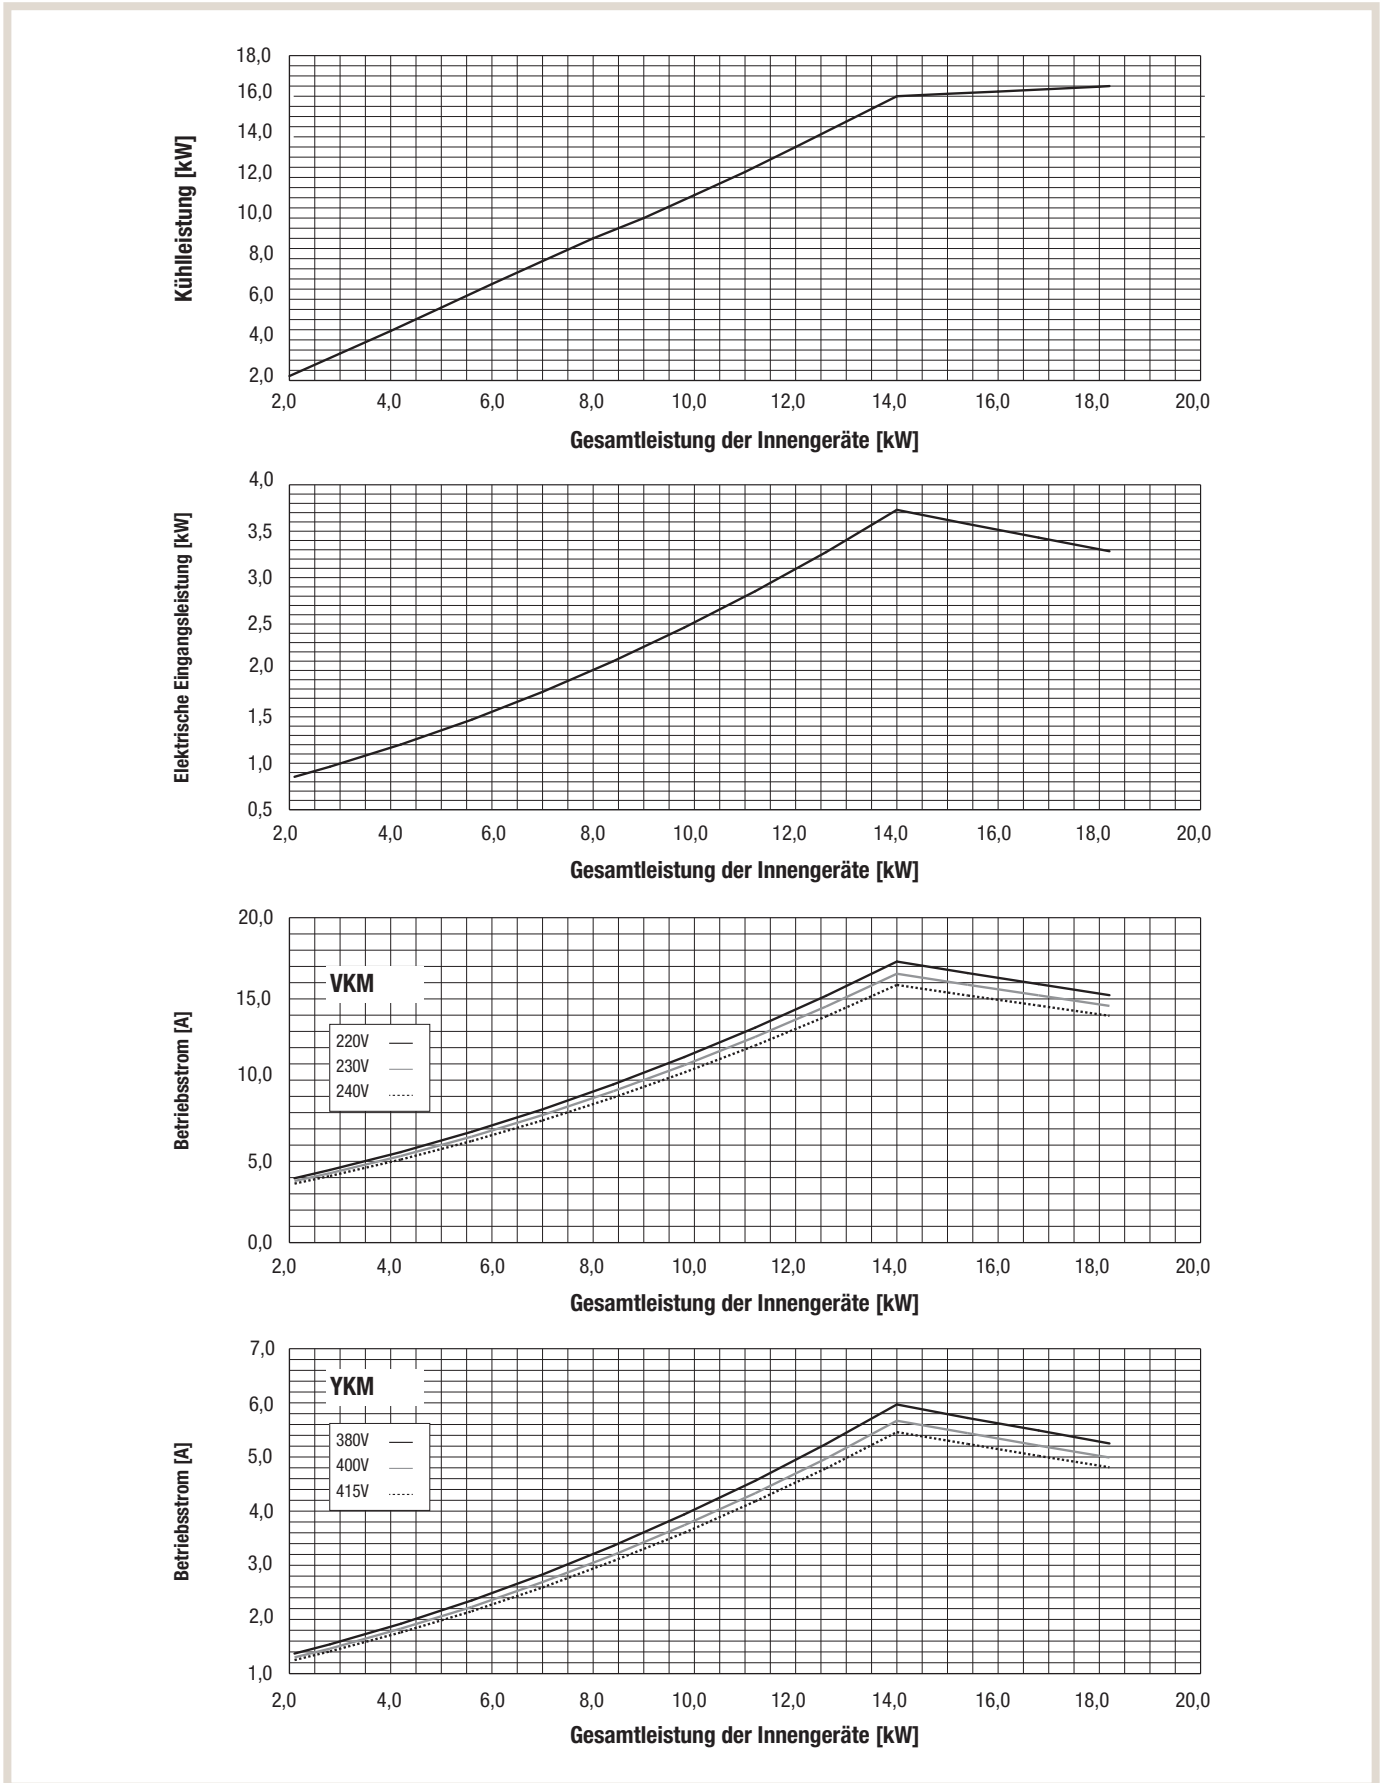 18,0
16,0
14,0
12,0
10,0
8,0
6,0
4,0
2,0
Kühlleistung [kW]
2,0 4,0 6,0 8,0 10,0 12,0 14,0 16,0 18,0 20,0
Gesamtleistung der Innengeräte [kW]
4,0
3,5
3,0
2,5
2,0
1,5
1,0
0,5
Elektrische Eingangsleistung [kW]
2,0 4,0 6,0 8,0 10,0 12,0 14,0 16,0 18,0 20,0
Gesamtleistung der Innengeräte [kW]
20,0
15,0
10,0
5,0
0,0
Betriebsstrom [A]
VKM
220V
230V
240V
2,0 4,0 6,0 8,0 10,0 12,0 14,0 16,0 18,0 20,0
Gesamtleistung der Innengeräte [kW]
7,0
6,0
5,0
4,0
3,0
2,0
1,0
Betriebsstrom [A]
YKM
380V
400V
415V
2,0 4,0 6,0 8,0 10,0 12,0 14,0 16,0 18,0 20,0
Gesamtleistung der Innengeräte [kW]